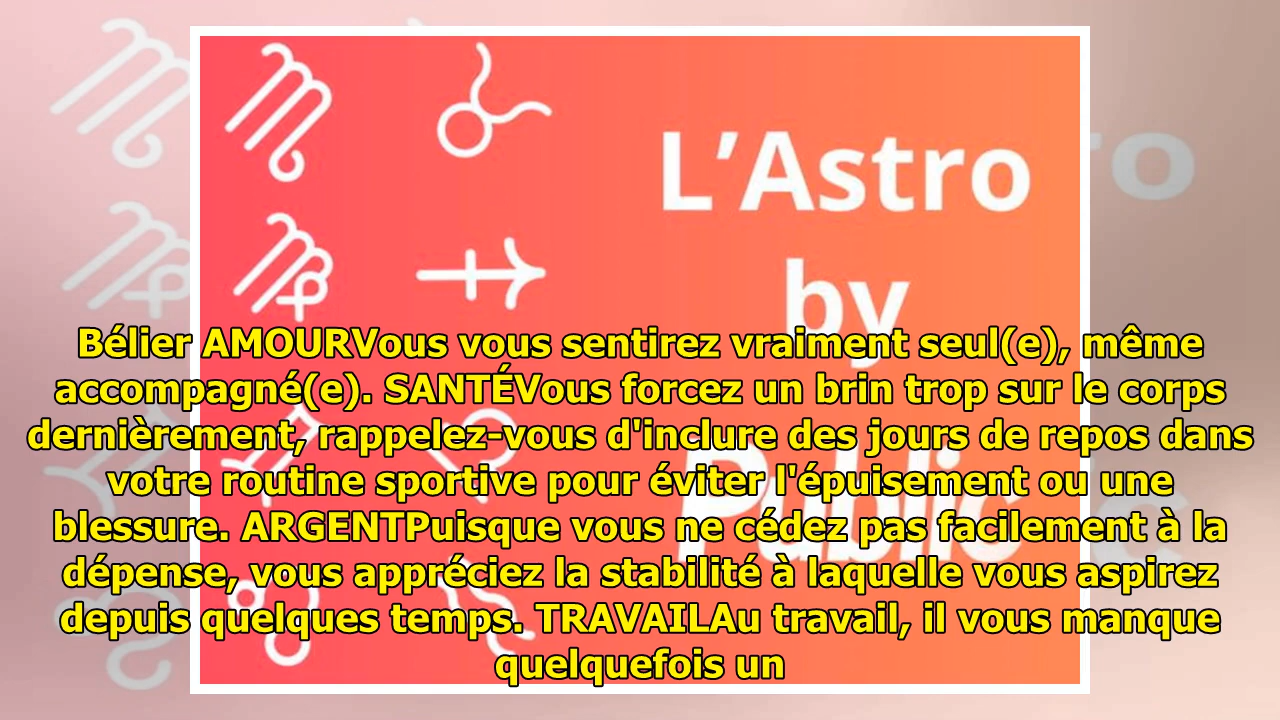 L'Astro
by
Public
ro
Bélier AMOURVous vous sentirez vraiment seul(e), même
accompagné(e). SANTÉVous forcez un brin trop sur le corps
dernièrement, rappelez-vous d'inclure des jours de repos dans
votre routine sportive pour éviter l'épuisement ou une
blessure. ARGENTPuisque vous ne cédez pas facilement à la
dépense, vous appréciez la stabilité à laquelle vous aspirez
depuis quelques temps. TRAVAILAu travail, il vous manque
quelquefois un